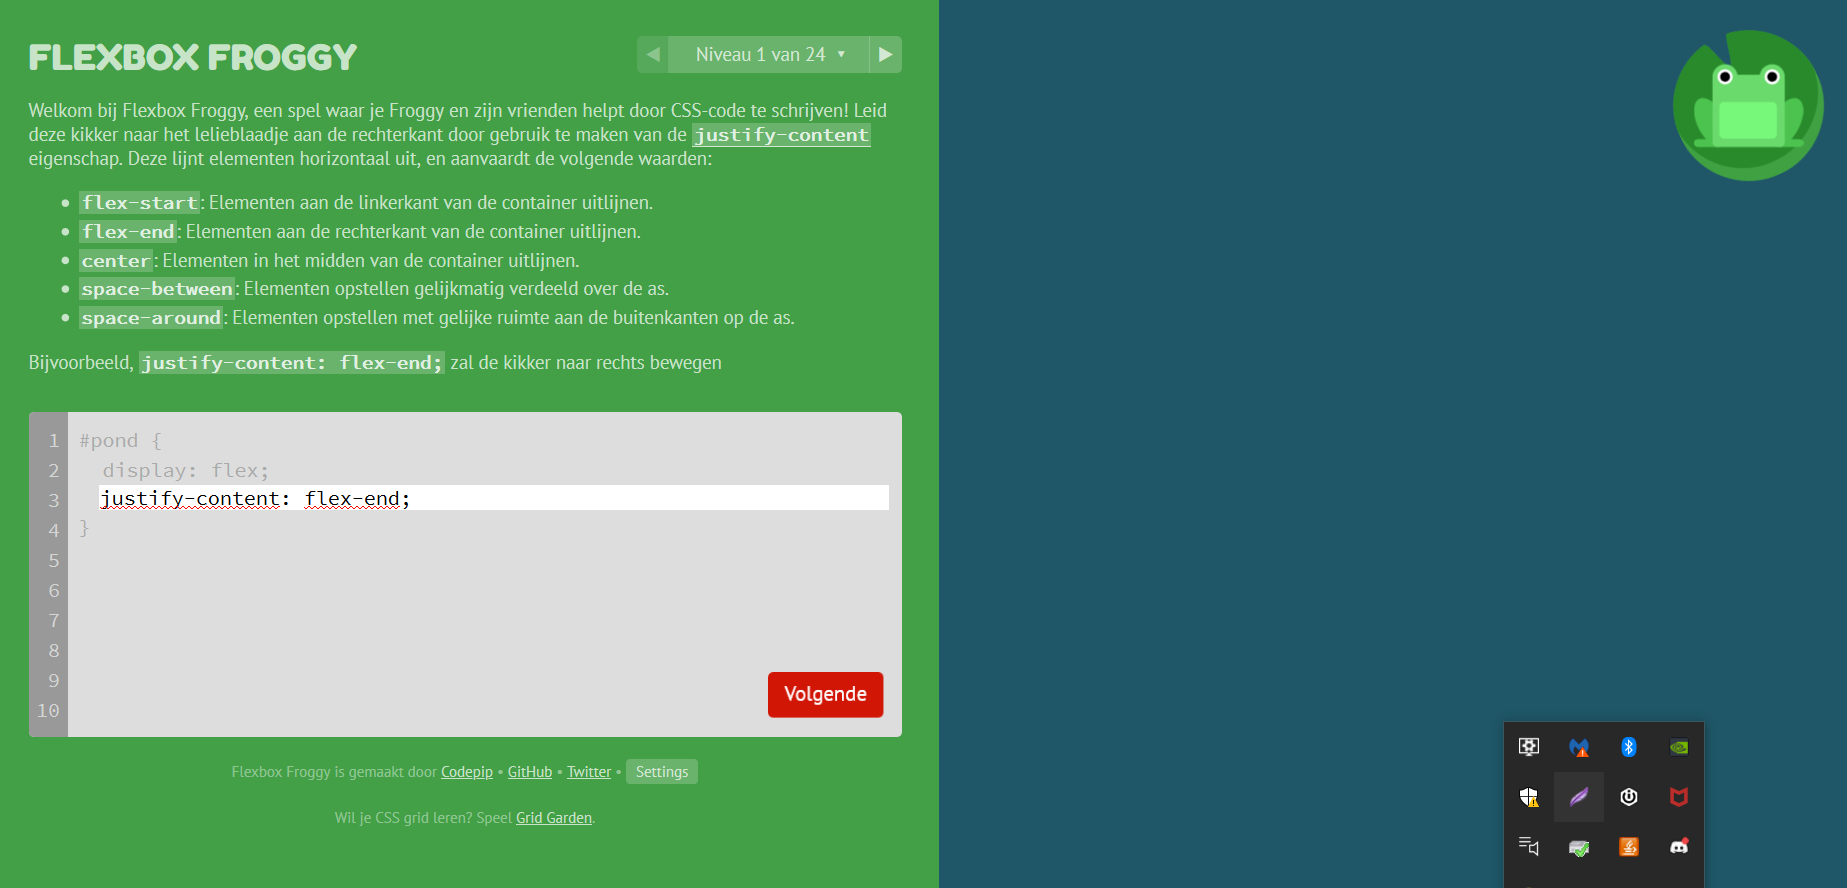 FLEXBOX FROGGY
◀ Niveau 1 van 24 ▼ ▶
Welkom bij Flexbox Froggy, een spel waar je Froggy en zijn vrienden helpt door CSS-code te schrijven! Leid
deze kikker naar het lelieblaadje aan de rechterkant door gebruik te maken van de justify-content
eigenschap. Deze lijnt elementen horizontaal uit, en aanvaardt de volgende waarden:
• flex-start: Elementen aan de linkerkant van de container uitlijnen.
• flex-end: Elementen aan de rechterkant van de container uitlijnen.
• center: Elementen in het midden van de container uitlijnen.
• space-between: Elementen opstellen gelijkmatig verdeeld over de as.
• space-around: Elementen opstellen met gelijke ruimte aan de buitenkanten op de as.
Bijvoorbeeld, justify-content: flex-end; zal de kikker naar rechts bewegen
1 #pond {
2 display: flex;
3 justify-content: flex-end;
4 }
5
6
7
8
9
10
Volgende
Flexbox Froggy is gemaakt door Codepip • GitHub • Twitter • Settings
Wil je CSS grid leren? Speel Grid Garden.